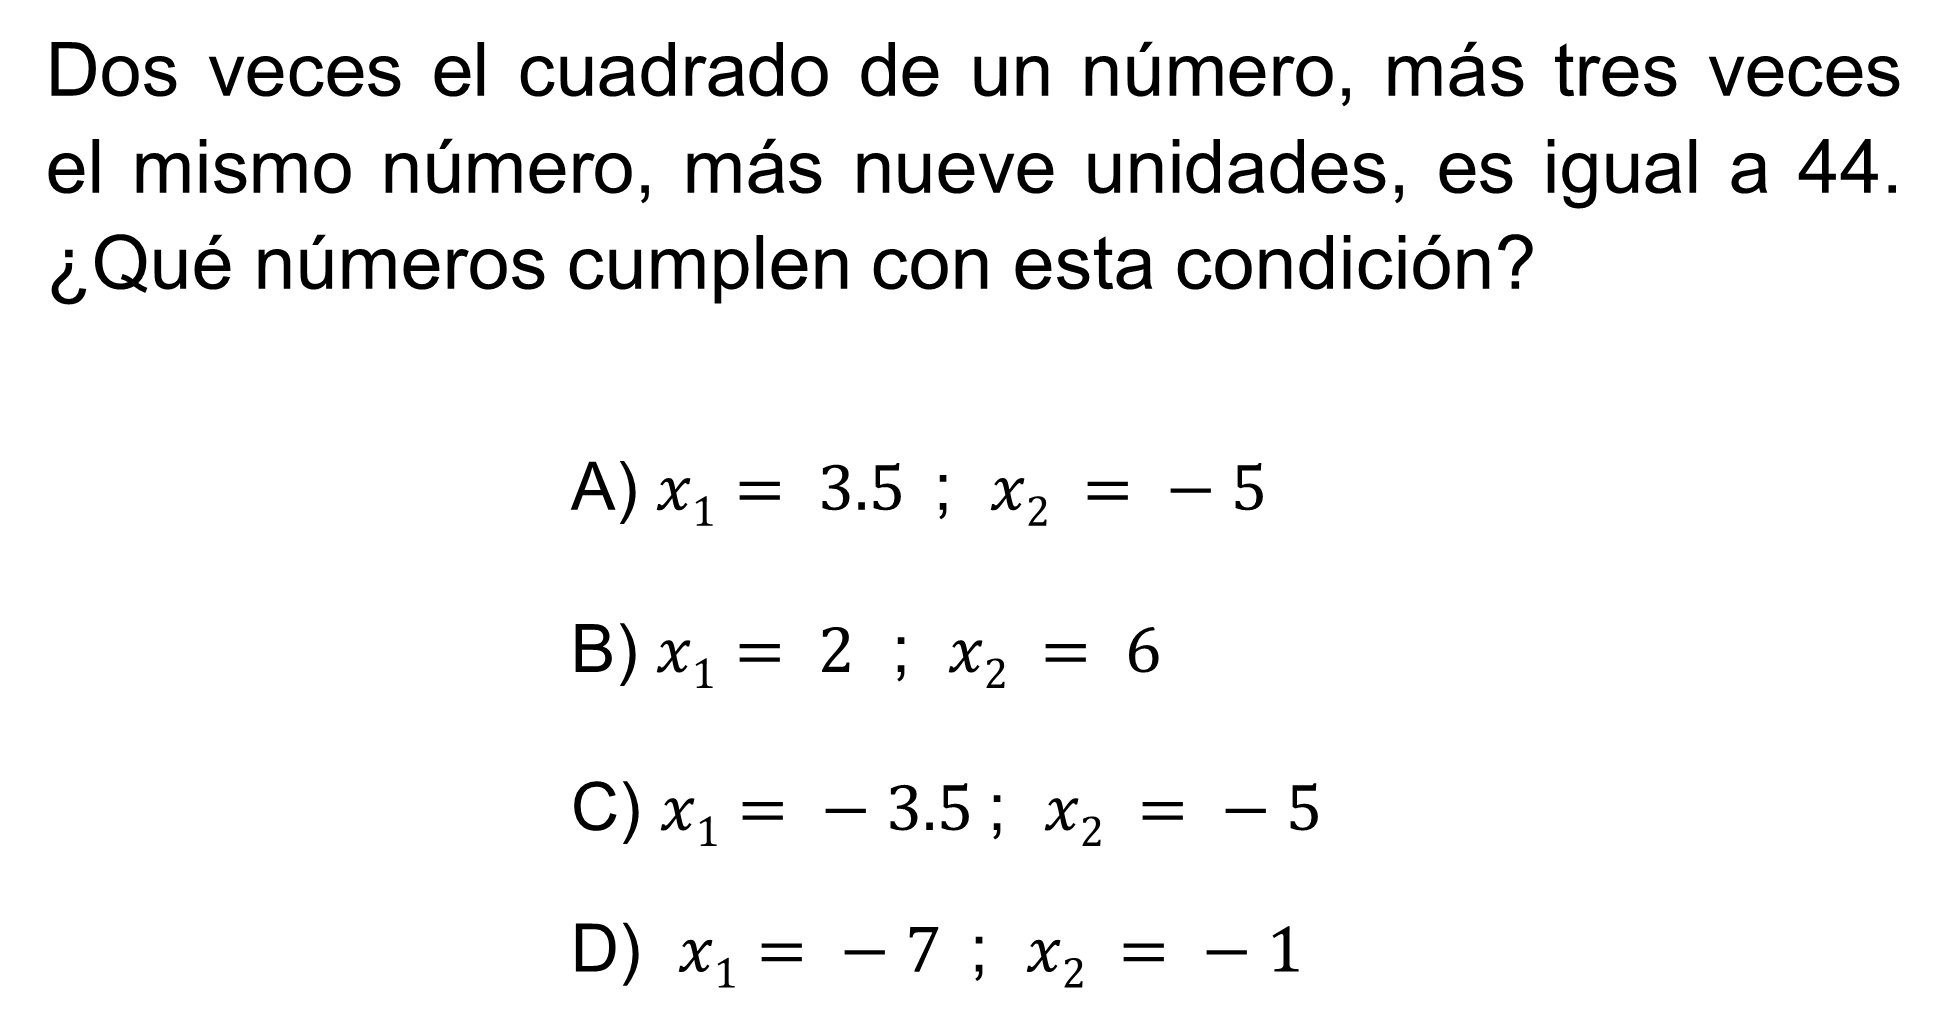 Dos veces el cuadrado de un número, más tres veces
el mismo número, más nueve unidades, es igual a 44.
¿Qué números cumplen con esta condición?
A) x₁ = 3.5 ; x₂ = − 5
B) x₁ = 2 ; x₂ = 6
C) x₁ = − 3.5 ; x₂ = − 5
D) x₁ = − 7 ; x₂ = − 1